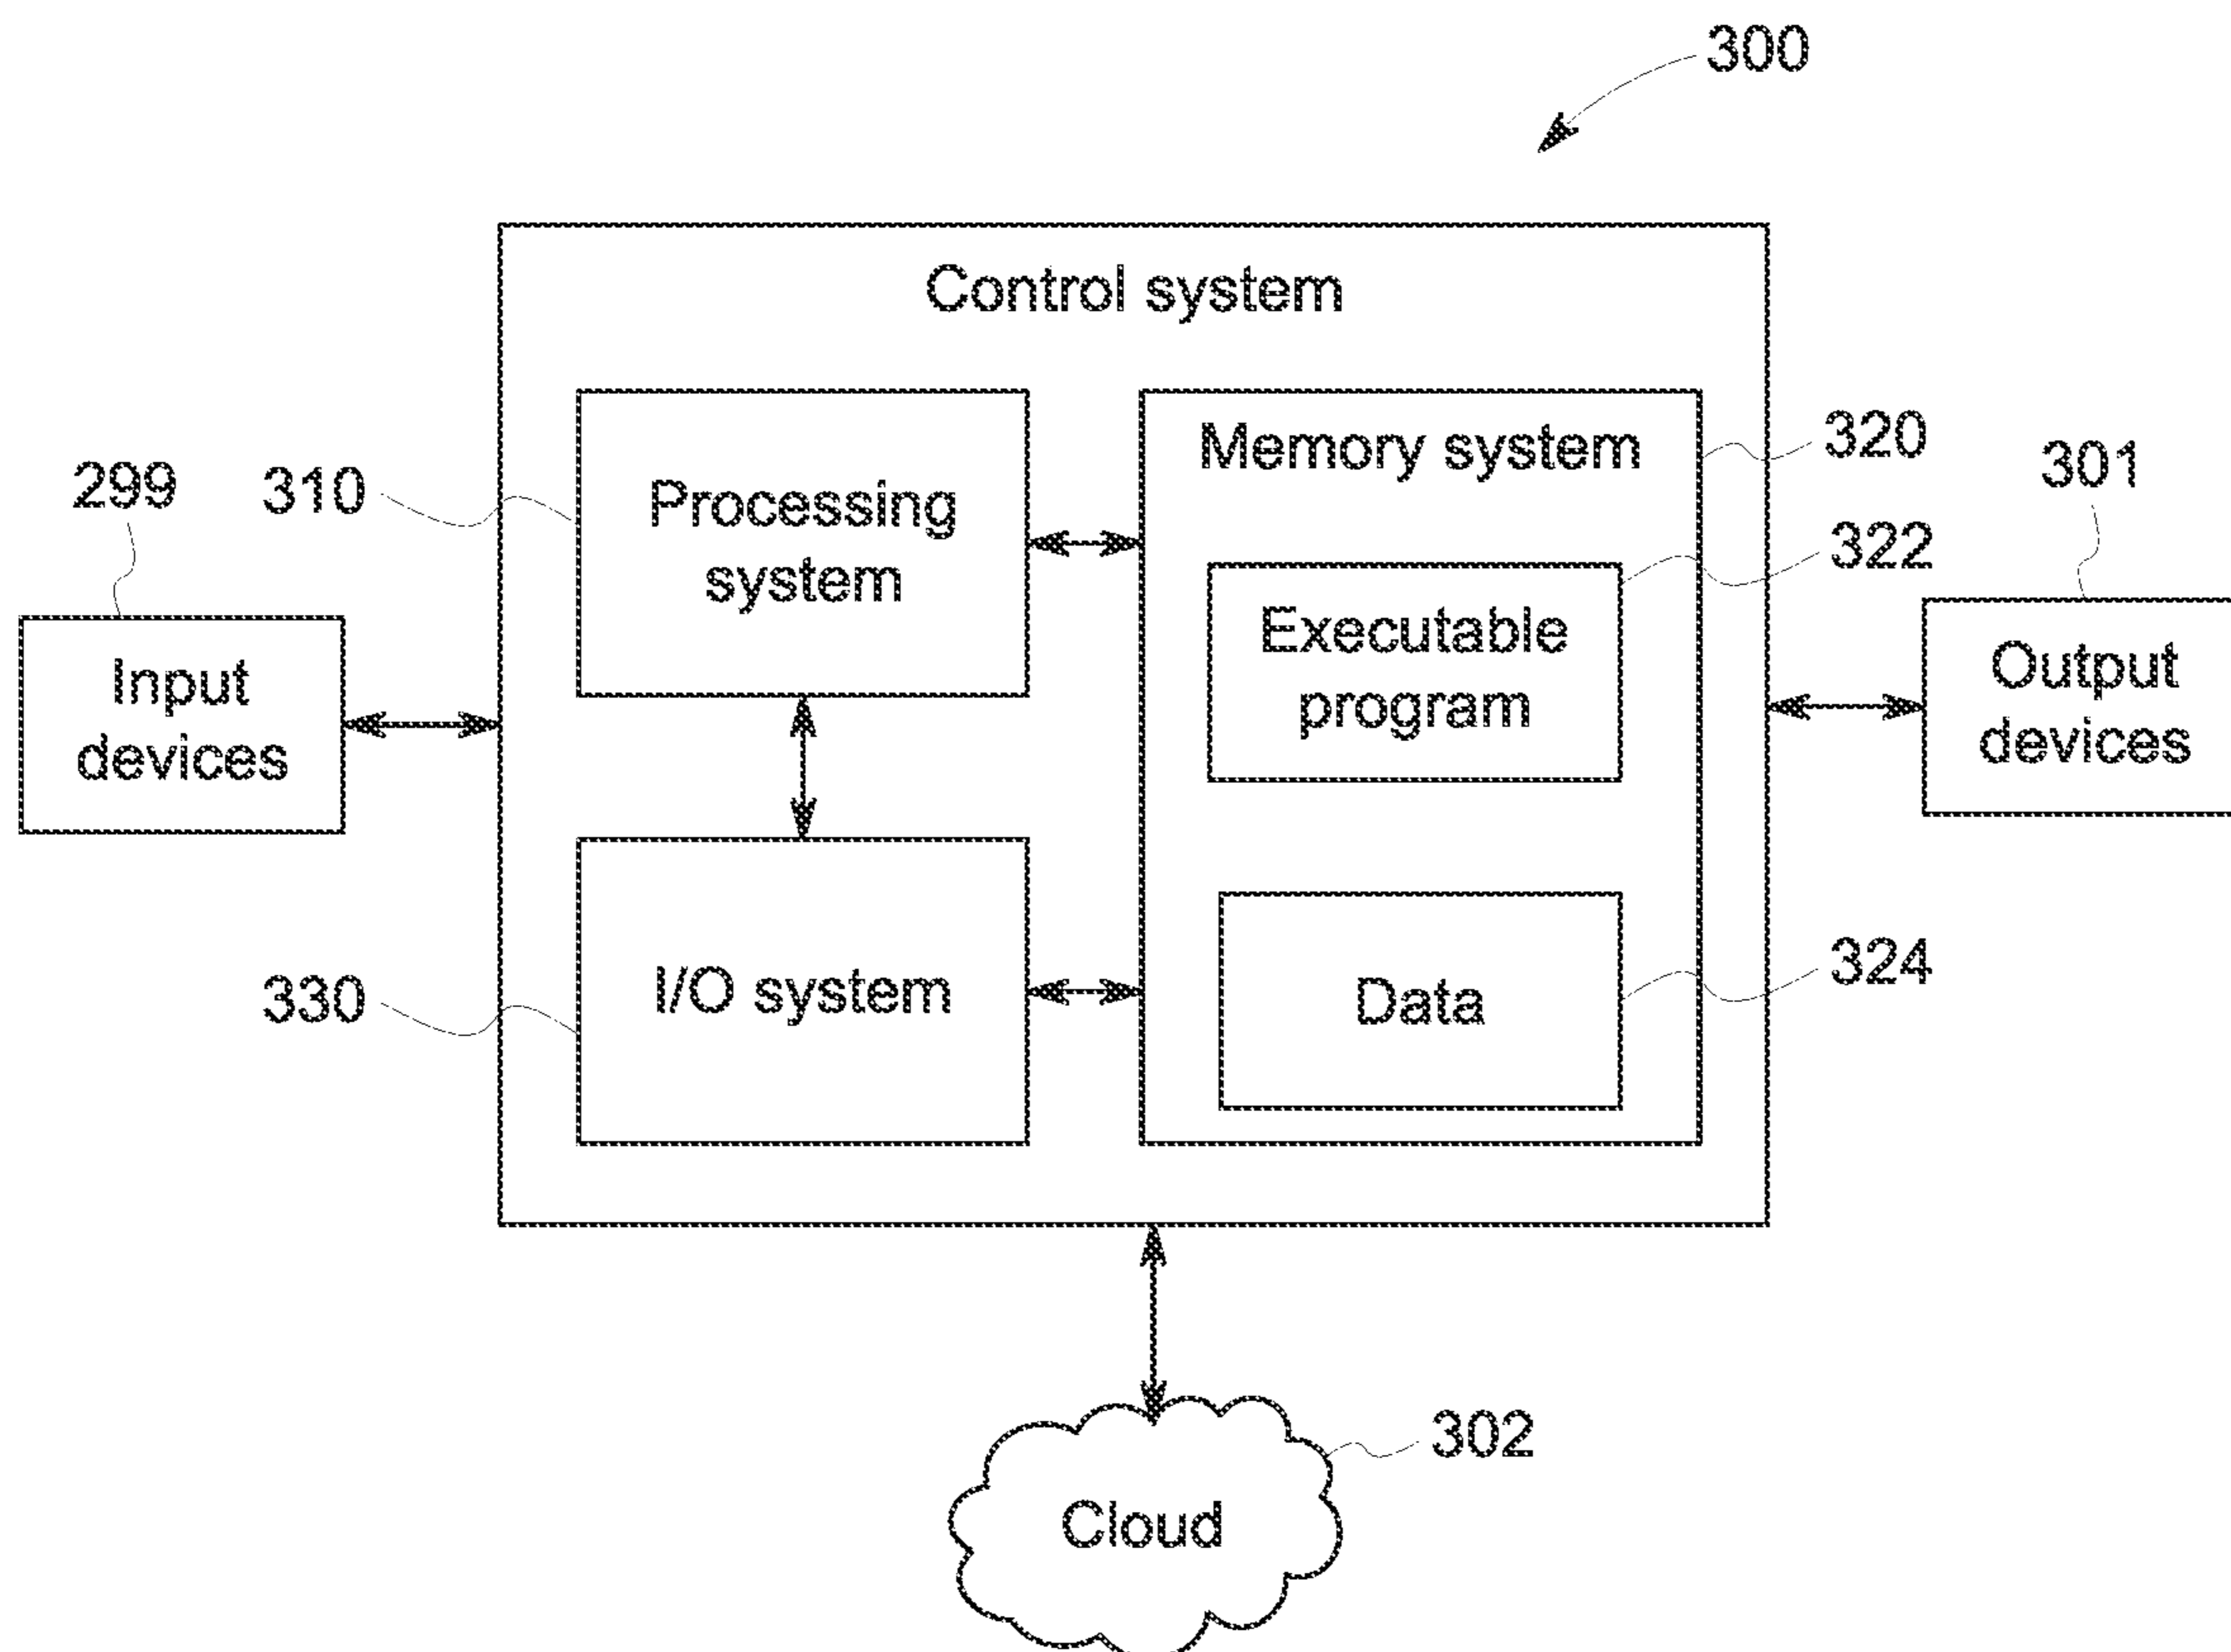 300
Control system
299
310
Processing
system
Memory system
320
301
322
Executable
program
Input
devices
Output
devices
330
I/O system
Data
324
302
Cloud